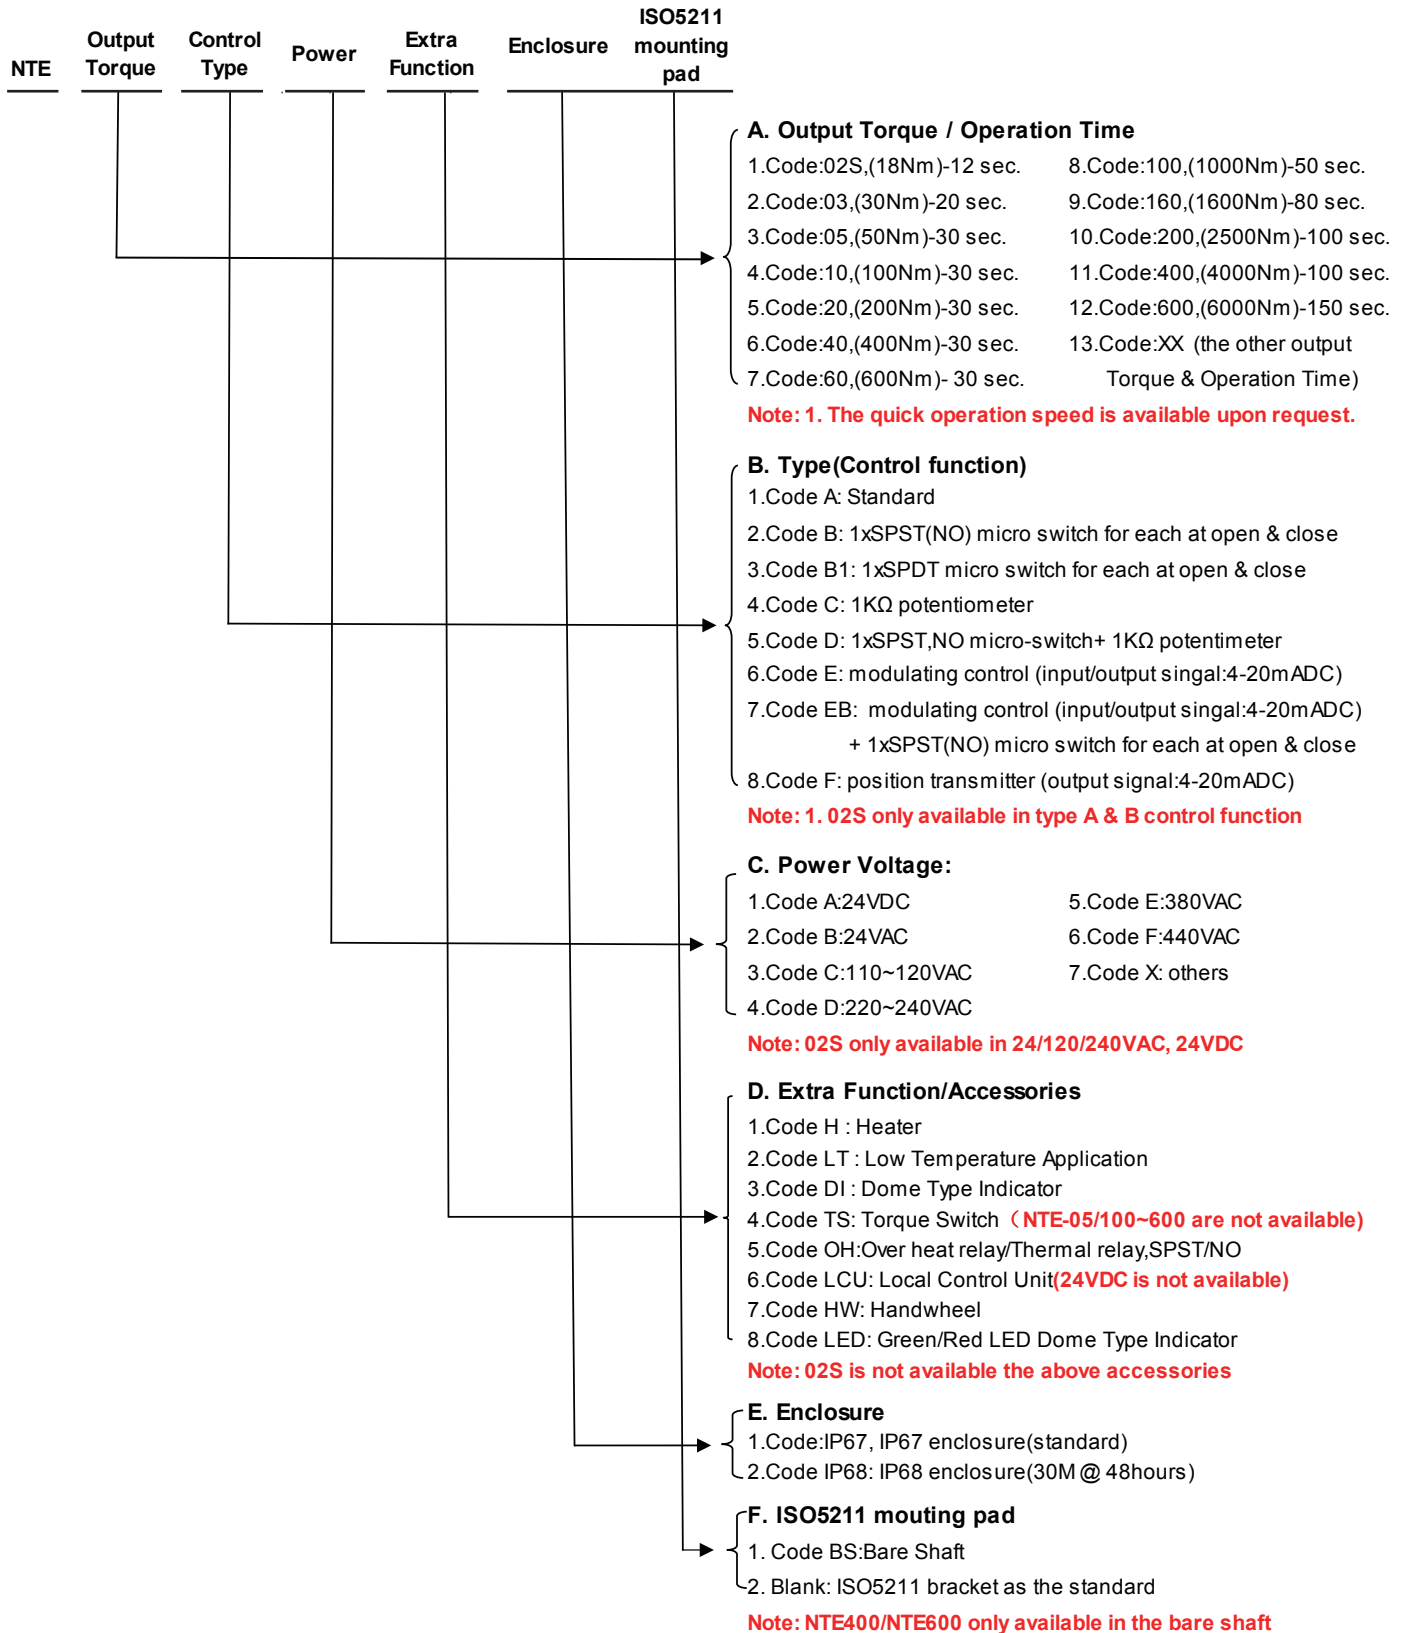 NTE
Output
Torque
Control
Type
Power
Extra
Function
Enclosure
ISO5211
mounting
pad
A. Output Torque / Operation Time
1.Code:02S,(18Nm)-12 sec.
2.Code:03,(30Nm)-20 sec.
3.Code:05,(50Nm)-30 sec.
4.Code:10,(100Nm)-30 sec.
5.Code:20,(200Nm)-30 sec.
6.Code:40,(400Nm)-30 sec.
7.Code:60,(600Nm)- 30 sec.
8.Code:100,(1000Nm)-50 sec.
9.Code:160,(1600Nm)-80 sec.
10.Code:200,(2500Nm)-100 sec.
11.Code:400,(4000Nm)-100 sec.
12.Code:600,(6000Nm)-150 sec.
13.Code:XX (the other output
Torque & Operation Time)
Note: 1. The quick operation speed is available upon request.
B. Type(Control function)
1.Code A: Standard
2.Code B: 1xSPST(NO) micro switch for each at open & close
3.Code B1: 1xSPDT micro switch for each at open & close
4.Code C: 1KΩ potentiometer
5.Code D: 1xSPST,NO micro-switch+ 1KΩ potentimeter
6.Code E: modulating control (input/output singal:4-20mADC)
7.Code EB: modulating control (input/output singal:4-20mADC)
+ 1xSPST(NO) micro switch for each at open & close
8.Code F: position transmitter (output signal:4-20mADC)
Note: 1. 02S only available in type A & B control function
C. Power Voltage:
1.Code A:24VDC
2.Code B:24VAC
3.Code C:110~120VAC
4.Code D:220~240VAC
5.Code E:380VAC
6.Code F:440VAC
7.Code X: others
Note: 02S only available in 24/120/240VAC, 24VDC
D. Extra Function/Accessories
1.Code H : Heater
2.Code LT : Low Temperature Application
3.Code DI : Dome Type Indicator
4.Code TS: Torque Switch（NTE-05/100~600 are not available)
5.Code OH:Over heat relay/Thermal relay,SPST/NO
6.Code LCU: Local Control Unit(24VDC is not available)
7.Code HW: Handwheel
8.Code LED: Green/Red LED Dome Type Indicator
Note: 02S is not available the above accessories
E. Enclosure
1.Code:IP67, IP67 enclosure(standard)
2.Code IP68: IP68 enclosure(30M @ 48hours)
F. ISO5211 mouting pad
1. Code BS:Bare Shaft
2. Blank: ISO5211 bracket as the standard
Note: NTE400/NTE600 only available in the bare shaft